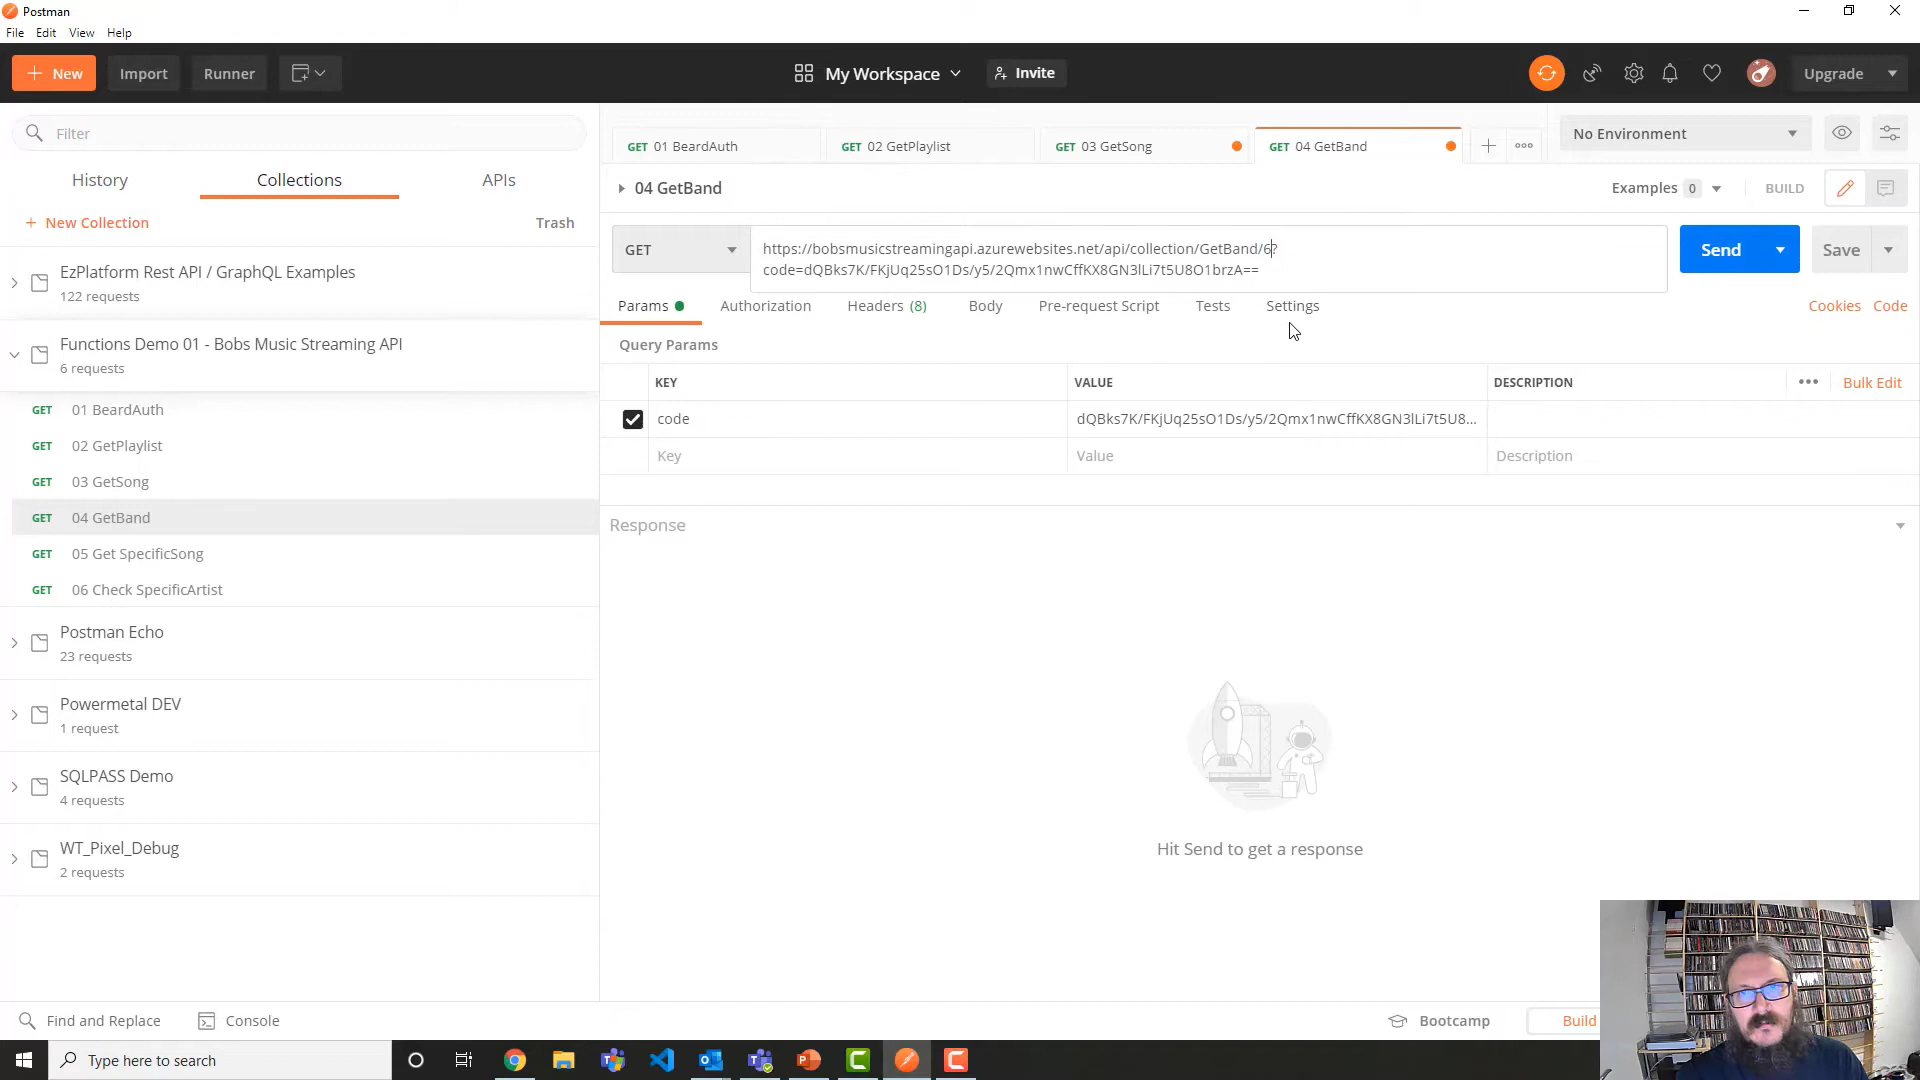 Postman
File Edit View Help
New Import Runner My Workspace Invite Upgrade
Filter
History Collections APIs
+ New Collection Trash
EzPlatform Rest API / GraphQL Examples
122 requests
Functions Demo 01 - Bobs Music Streaming API
6 requests
GET 01 BeardAuth
GET 02 GetPlaylist
GET 03 GetSong
GET 04 GetBand
GET 05 Get SpecificSong
GET 06 Check SpecificArtist
Postman Echo
23 requests
Powermetal DEV
1 request
SQLPASS Demo
4 requests
WT_Pixel_Debug
2 requests
GET 01 BeardAuth GET 02 GetPlaylist GET 03 GetSong GET 04 GetBand No Environment
04 GetBand Examples 0 BUILD
GET https://bobsmusicstreamingapi.azurewebsites.net/api/collection/GetBand/6? Send Save
code=dQBks7K/FKjUq25sO1Ds/y5/2Qmx1nwCffKX8GN3lLi7t5U8O1brzA==
Params Authorization Headers (8) Body Pre-request Script Tests Settings Cookies Code
Query Params
KEY VALUE DESCRIPTION Bulk Edit
code dQBks7K/FKjUq25sO1Ds/y5/2Qmx1nwCffKX8GN3lLi7t5U8...
Key Value Description
Response
Hit Send to get a response
Find and Replace Console Bootcamp Build
Type here to search